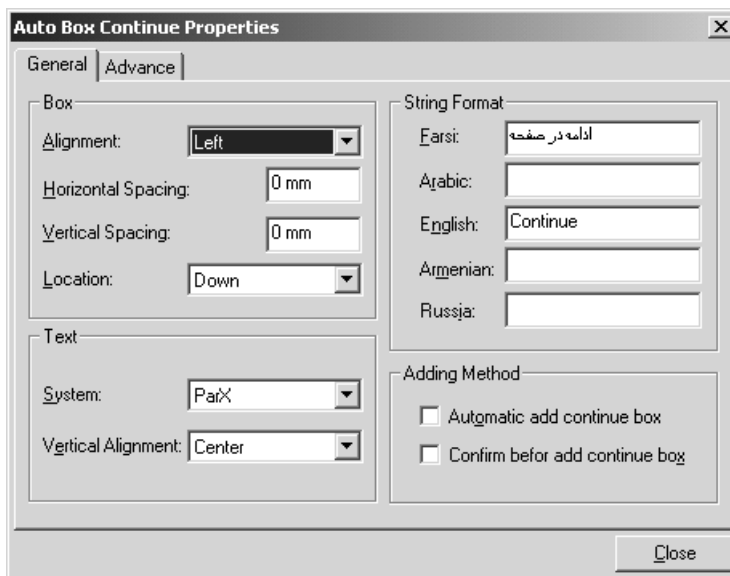 Auto Box Continue Properties
General
Advance
Box
Alignment: Left
Horizontal Spacing: 0 mm
Vertical Spacing: 0 mm
Location: Down
Text
System: ParX
Vertical Alignment: Center
String Format
Farsi: ادامه در صفحه
Arabic:
English: Continue
Armenian:
Russia:
Adding Method
Automatic add continue box
Confirm befor add continue box
Close